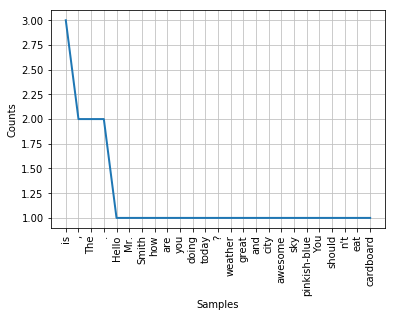 3.00
2.75
2.50
2.25
2.00
1.75
1.50
1.25
1.00
Counts
is
,
The
.
Hello
Mr.
Smith
how
are
you
doing
today
?
weather
great
and
city
awesome
sky
pinkish-blue
You
should
n't
eat
cardboard
Samples